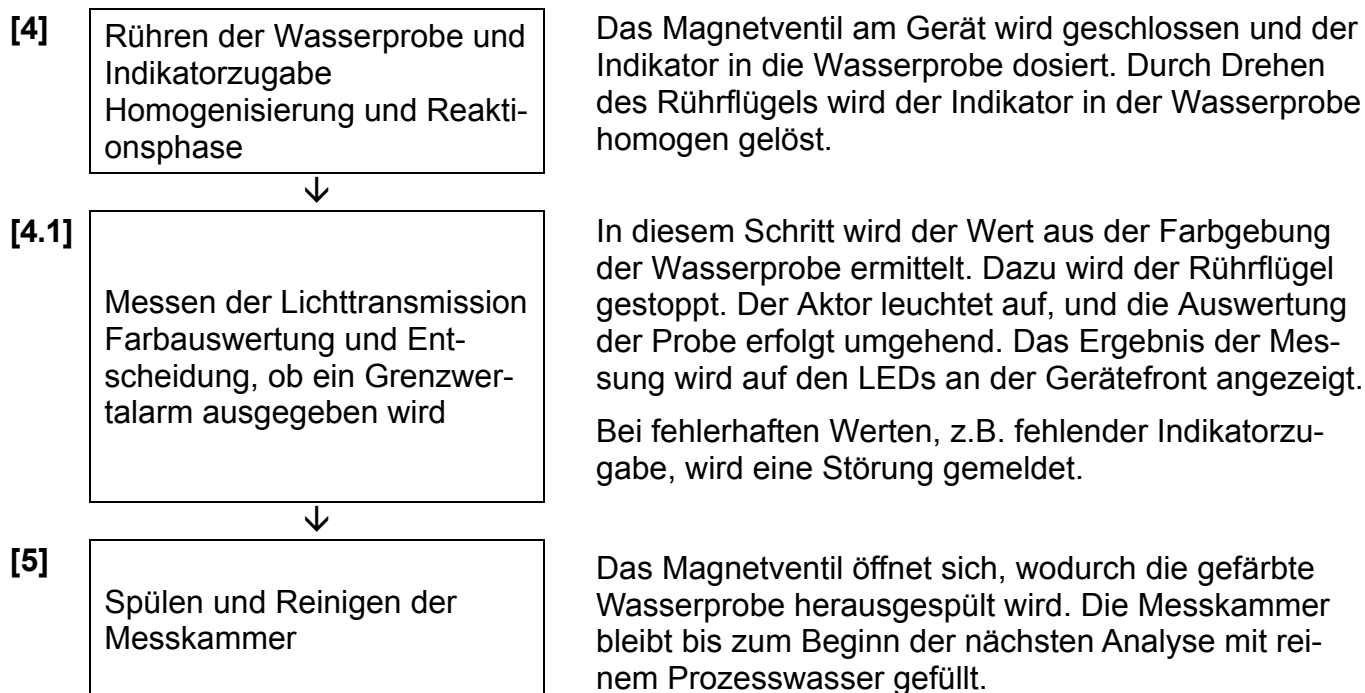 [4]
Rühren der Wasserprobe und
Indikatorzugabe
Homogenisierung und Reakti-
onsphase
Das Magnetventil am Gerät wird geschlossen und der
Indikator in die Wasserprobe dosiert. Durch Drehen
des Rührflügels wird der Indikator in der Wasserprobe
homogen gelöst.
↓
[4.1]
Messen der Lichttransmission
Farbauswertung und Ent-
scheidung, ob ein Grenzwer-
talarm ausgegeben wird
In diesem Schritt wird der Wert aus der Farbgebung
der Wasserprobe ermittelt. Dazu wird der Rührflügel
gestoppt. Der Aktor leuchtet auf, und die Auswertung
der Probe erfolgt umgehend. Das Ergebnis der Mes-
sung wird auf den LEDs an der Gerätefront angezeigt.
Bei fehlerhaften Werten, z.B. fehlender Indikatorzu-
gabe, wird eine Störung gemeldet.
↓
[5]
Spülen und Reinigen der
Messkammer
Das Magnetventil öffnet sich, wodurch die gefärbte
Wasserprobe herausgespült wird. Die Messkammer
bleibt bis zum Beginn der nächsten Analyse mit rei-
nem Prozesswasser gefüllt.